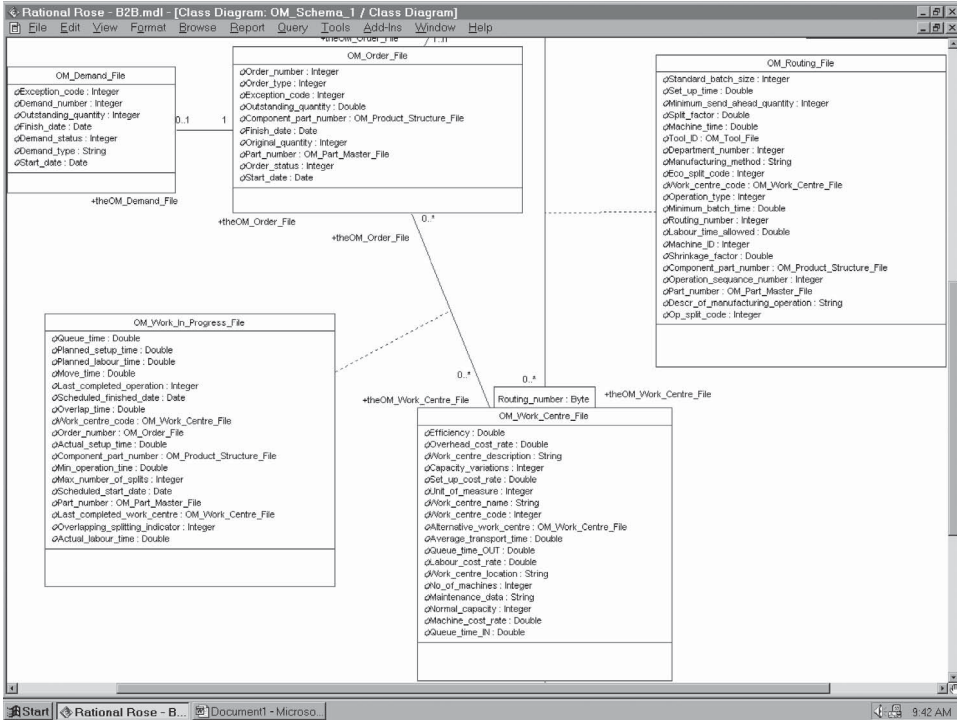 Rational Rose - B2B.mdl - [Class Diagram: OM_Schema_1 / Class Diagram]
File Edit View Format Browse Report Query Tools Add-Ins Window Help
+theOM_Order_File
1..n
OM_Demand_File
Exception_code : Integer
Demand_number : Integer
Outstanding_quantity : Integer
Finish_date : Date
Demand_status : Integer
Demand_type : String
Start_date : Date
+theOM_Demand_File
0..1
1
OM_Order_File
Order_number : Integer
Order_type : Integer
Exception_code : Integer
Outstanding_quantity : Double
Component_part_number : OM_Product_Structure_File
Finish_date : Date
Original_quantity : Integer
Part_number : OM_Part_Master_File
Order_status : Integer
Start_date : Date
+theOM_Order_File
0..*
+theOM_Order_File
OM_Routing_File
Standard_batch_size : Integer
Set_up_time : Double
Minimum_send_ahead_quantity : Integer
Split_factor : Double
Machine_time : Double
Tool_ID : OM_Tool_File
Department_number : Integer
Manufacturing_method : String
Eco_split_code : Integer
Work_centre_code : OM_Work_Centre_File
Operation_type : Integer
Minimum_batch_time : Double
Routing_number : Integer
Labour_time_allowed : Double
Machine_ID : Integer
Shrinkage_factor : Double
Component_part_number : OM_Product_Structure_File
Operation_sequence_number : Integer
Part_number : OM_Part_Master_File
Descr_of_manufacturing_operation : String
Op_split_code : Integer
OM_Work_In_Progress_File
Queue_time : Double
Planned_setup_time : Double
Planned_labour_time : Double
Move_time : Double
Last_completed_operation : Integer
Scheduled_finished_date : Date
Overlap_time : Double
Work_centre_code : OM_Work_Centre_File
Order_number : OM_Order_File
Actual_setup_time : Double
Component_part_number : OM_Product_Structure_File
Min_operation_tine : Double
Max_number_of_splits : Integer
Scheduled_start_date : Date
Part_number : OM_Part_Master_File
Last_completed_work_centre : OM_Work_Centre_File
Overlapping_splitting_indicator : Integer
Actual_labour_time : Double
0..*
0..*
+theOM_Work_Centre_File
Routing_number : Byte
+theOM_Work_Centre_File
OM_Work_Centre_File
Efficiency : Double
Overhead_cost_rate : Double
Work_centre_description : String
Capacity_variations : Integer
Set_up_cost_rate : Double
Unit_of_measure : Integer
Work_centre_name : String
Work_centre_code : Integer
Alternative_work_centre : OM_Work_Centre_File
Average_transport_time : Double
Queue_time_OUT : Double
Labour_cost_rate : Double
Work_centre_location : String
No_of_machines : Integer
Maintenance_data : String
Normal_capacity : Integer
Machine_cost_rate : Double
Queue_time_IN : Double
Start
Rational Rose - B...
Document1 - Microso...
9:42 AM